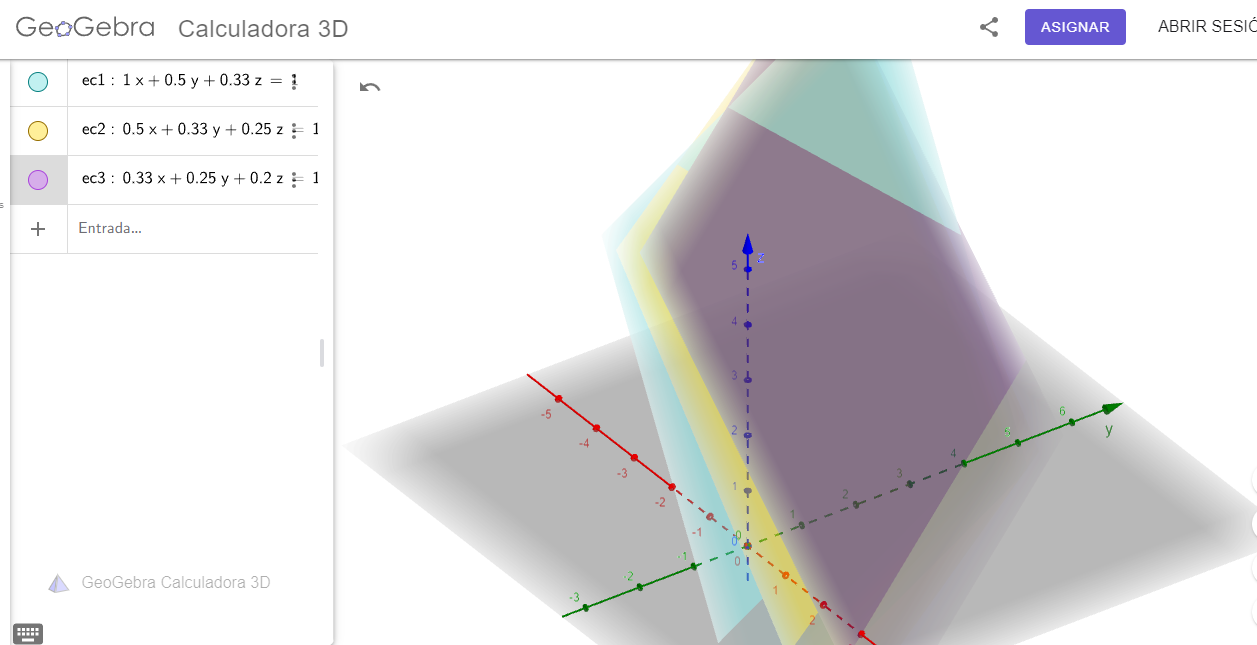 GeoGebra Calculadora 3D
ASIGNAR
ABRIR SESIÓ
ec1 : 1 x + 0.5 y + 0.33 z =
ec2 : 0.5 x + 0.33 y + 0.25 z = 1
ec3 : 0.33 x + 0.25 y + 0.2 z = 1
+ Entrada...
GeoGebra Calculadora 3D
z
5
4
3
2
1
0
0
0
-5
-4
-3
-2
-1
1
2
-3
-2
-1
1
2
3
4
6
y